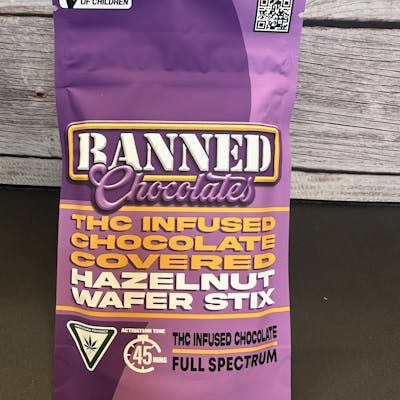 OF CHILDREN
BANNED
Chocolates
THC INFUSED
CHOCOLATE
COVERED
HAZELNUT
WAFER STIX
ACTIVATION TIME
45
MINS
THC INFUSED CHOCOLATE
FULL SPECTRUM